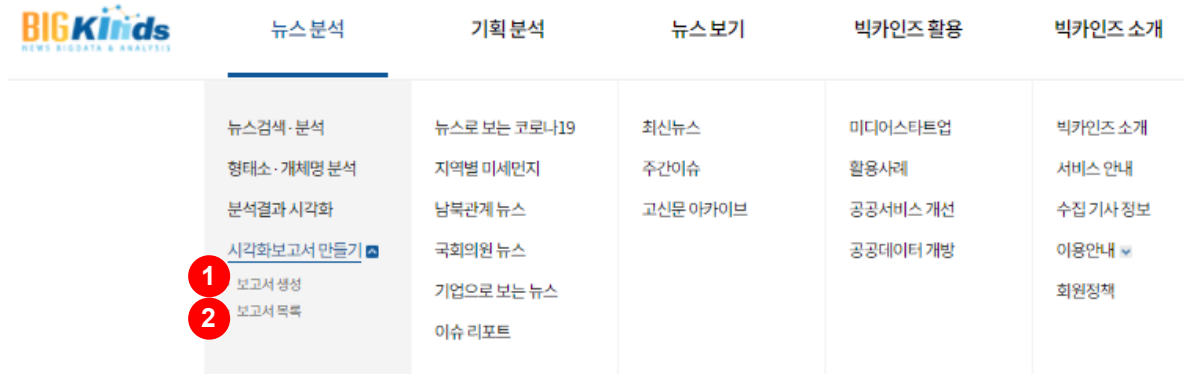 BIGKinds
NEWS BIGDATA & ANALYSIS
뉴스 분석
기획 분석
뉴스 보기
빅카인즈 활용
빅카인즈 소개
뉴스검색·분석
형태소·개체명 분석
분석결과 시각화
시각화보고서 만들기
1 보고서 생성
2 보고서 목록
뉴스로 보는 코로나19
지역별 미세먼지
남북관계 뉴스
국회의원 뉴스
기업으로 보는 뉴스
이슈 리포트
최신뉴스
주간이슈
고신문 아카이브
미디어스타트업
활용사례
공공서비스 개선
공공데이터 개방
빅카인즈 소개
서비스 안내
수집 기사 정보
이용안내
회원정책